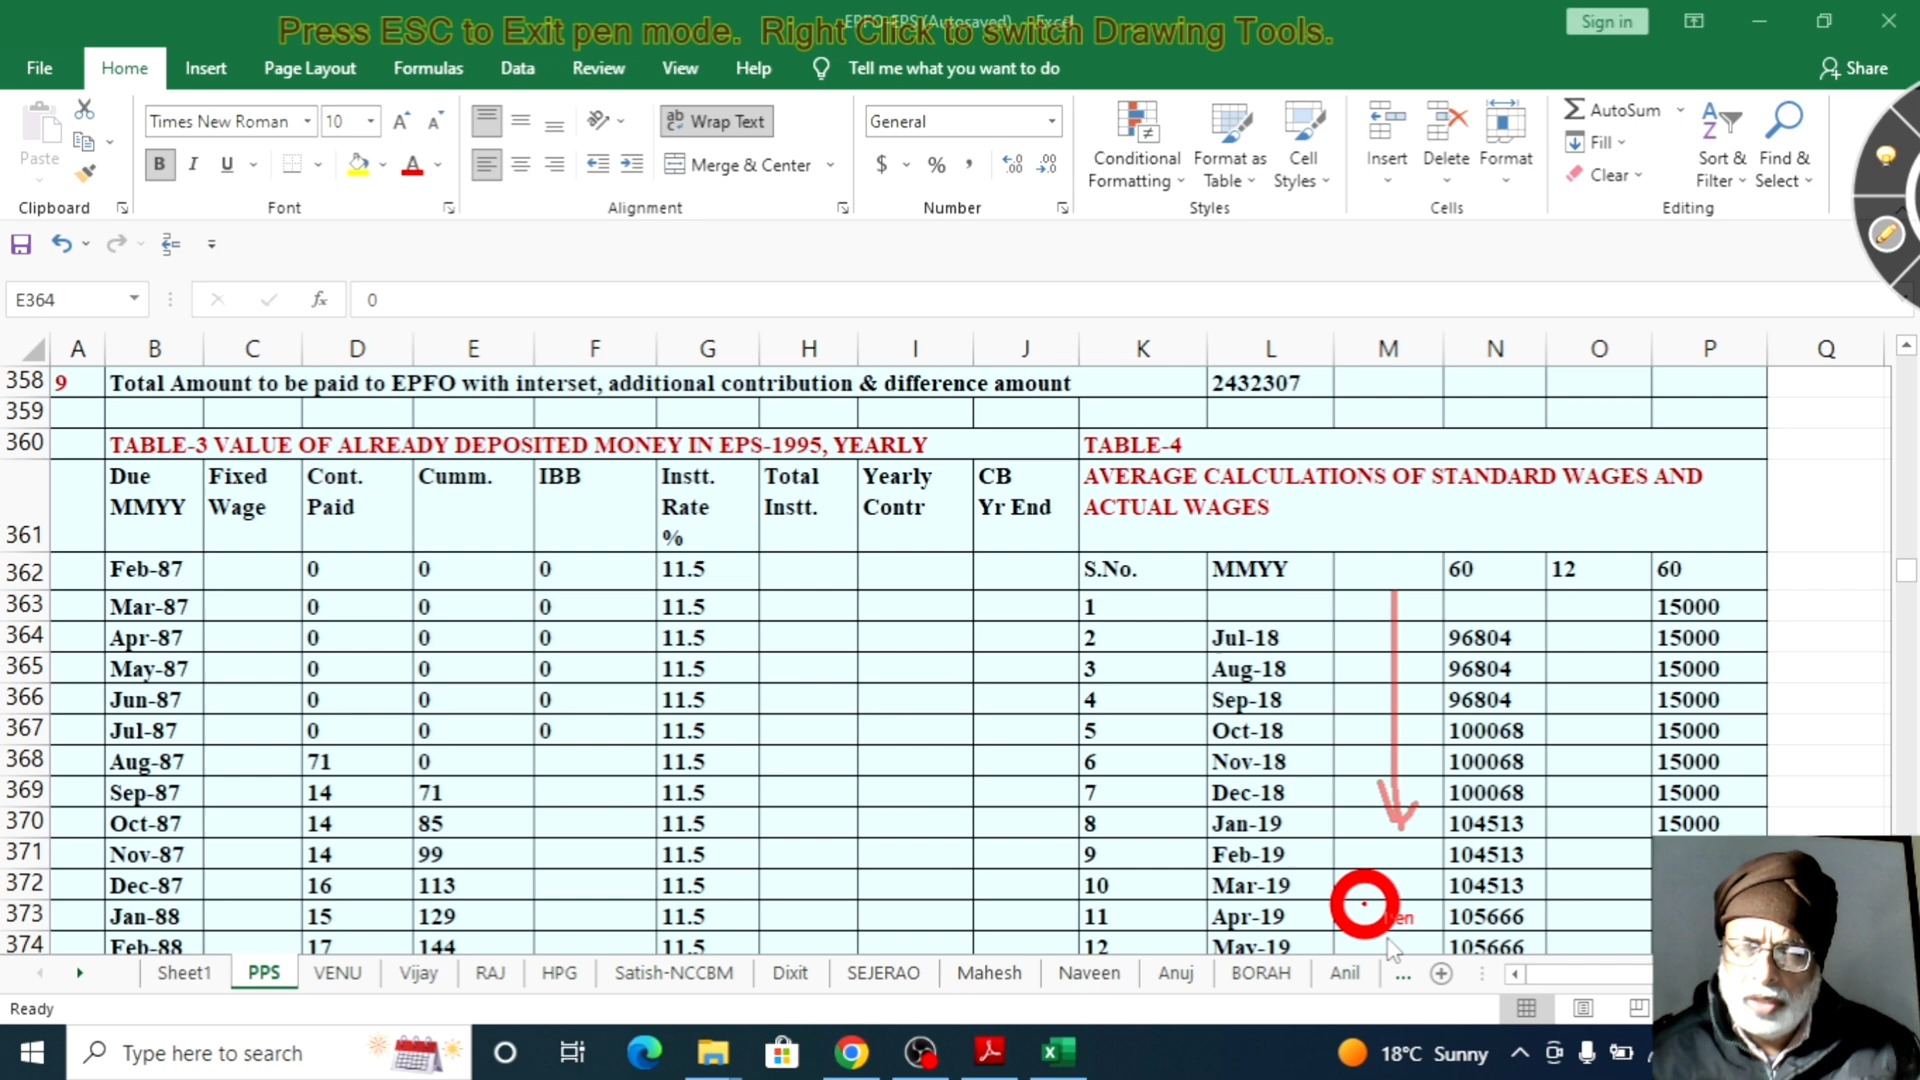 Press ESC to Exit pen mode. Right Click to switch Drawing Tools.
EPFO-EPS (Autosaved) - Excel
Sign in
File Home Insert Page Layout Formulas Data Review View Help Tell me what you want to do Share
Times New Roman 10 Wrap Text General AutoSum
Paste B I U Merge & Center $ % , Fill Clear
Conditional Formatting Format as Table Cell Styles Insert Delete Format Sort & Filter Find & Select
Clipboard Font Alignment Number Styles Cells Editing
E364 fx 0
A B C D E F G H I J K L M N O P Q
358 9 Total Amount to be paid to EPFO with interset, additional contribution & difference amount 2432307
359
360 TABLE-3 VALUE OF ALREADY DEPOSITED MONEY IN EPS-1995, YEARLY TABLE-4
361 Due MMYY Fixed Wage Cont. Paid Cumm. IBB Instt. Rate % Total Instt. Yearly Contr CB Yr End AVERAGE CALCULATIONS OF STANDARD WAGES AND ACTUAL WAGES
362 Feb-87 0 0 0 11.5 S.No. MMYY 60 12 60
363 Mar-87 0 0 0 11.5 1 15000
364 Apr-87 0 0 0 11.5 2 Jul-18 96804 15000
365 May-87 0 0 0 11.5 3 Aug-18 96804 15000
366 Jun-87 0 0 0 11.5 4 Sep-18 96804 15000
367 Jul-87 0 0 0 11.5 5 Oct-18 100068 15000
368 Aug-87 71 0 11.5 6 Nov-18 100068 15000
369 Sep-87 14 71 11.5 7 Dec-18 100068 15000
370 Oct-87 14 85 11.5 8 Jan-19 104513 15000
371 Nov-87 14 99 11.5 9 Feb-19 104513
372 Dec-87 16 113 11.5 10 Mar-19 104513
373 Jan-88 15 129 11.5 11 Apr-19 105666
374 Feb-88 17 144 11.5 12 May-19 105666
Sheet1 PPS VENU Vijay RAJ HPG Satish-NCCBM Dixit SEJERAO Mahesh Naveen Anuj BORAH Anil ...
Ready
Type here to search 18°C Sunny